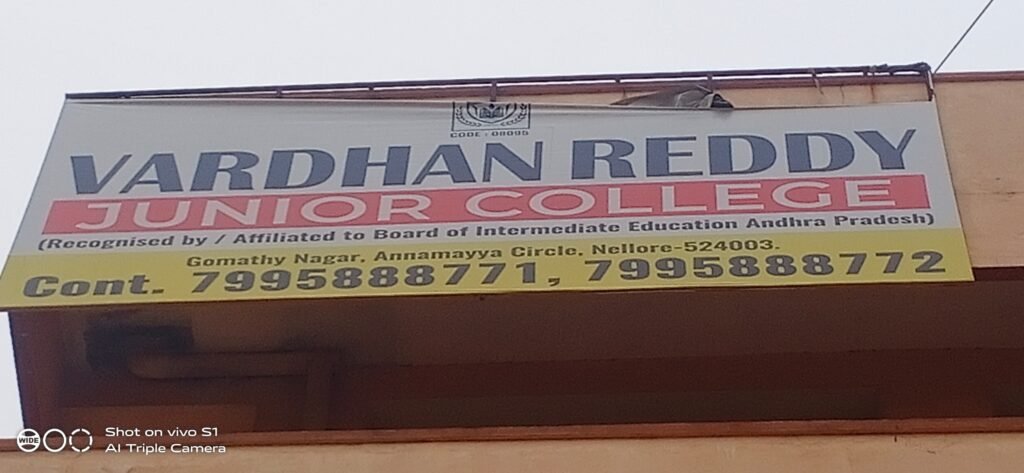 CODE : 08095
VARDHAN REDDY
JUNIOR COLLEGE
(Recognised by / Affiliated to Board of Intermediate Education Andhra Pradesh)
Gomathy Nagar, Annamayya Circle, Nellore-524003.
Cont. 7995888771, 7995888772
WIDE
Shot on vivo S1
AI Triple Camera